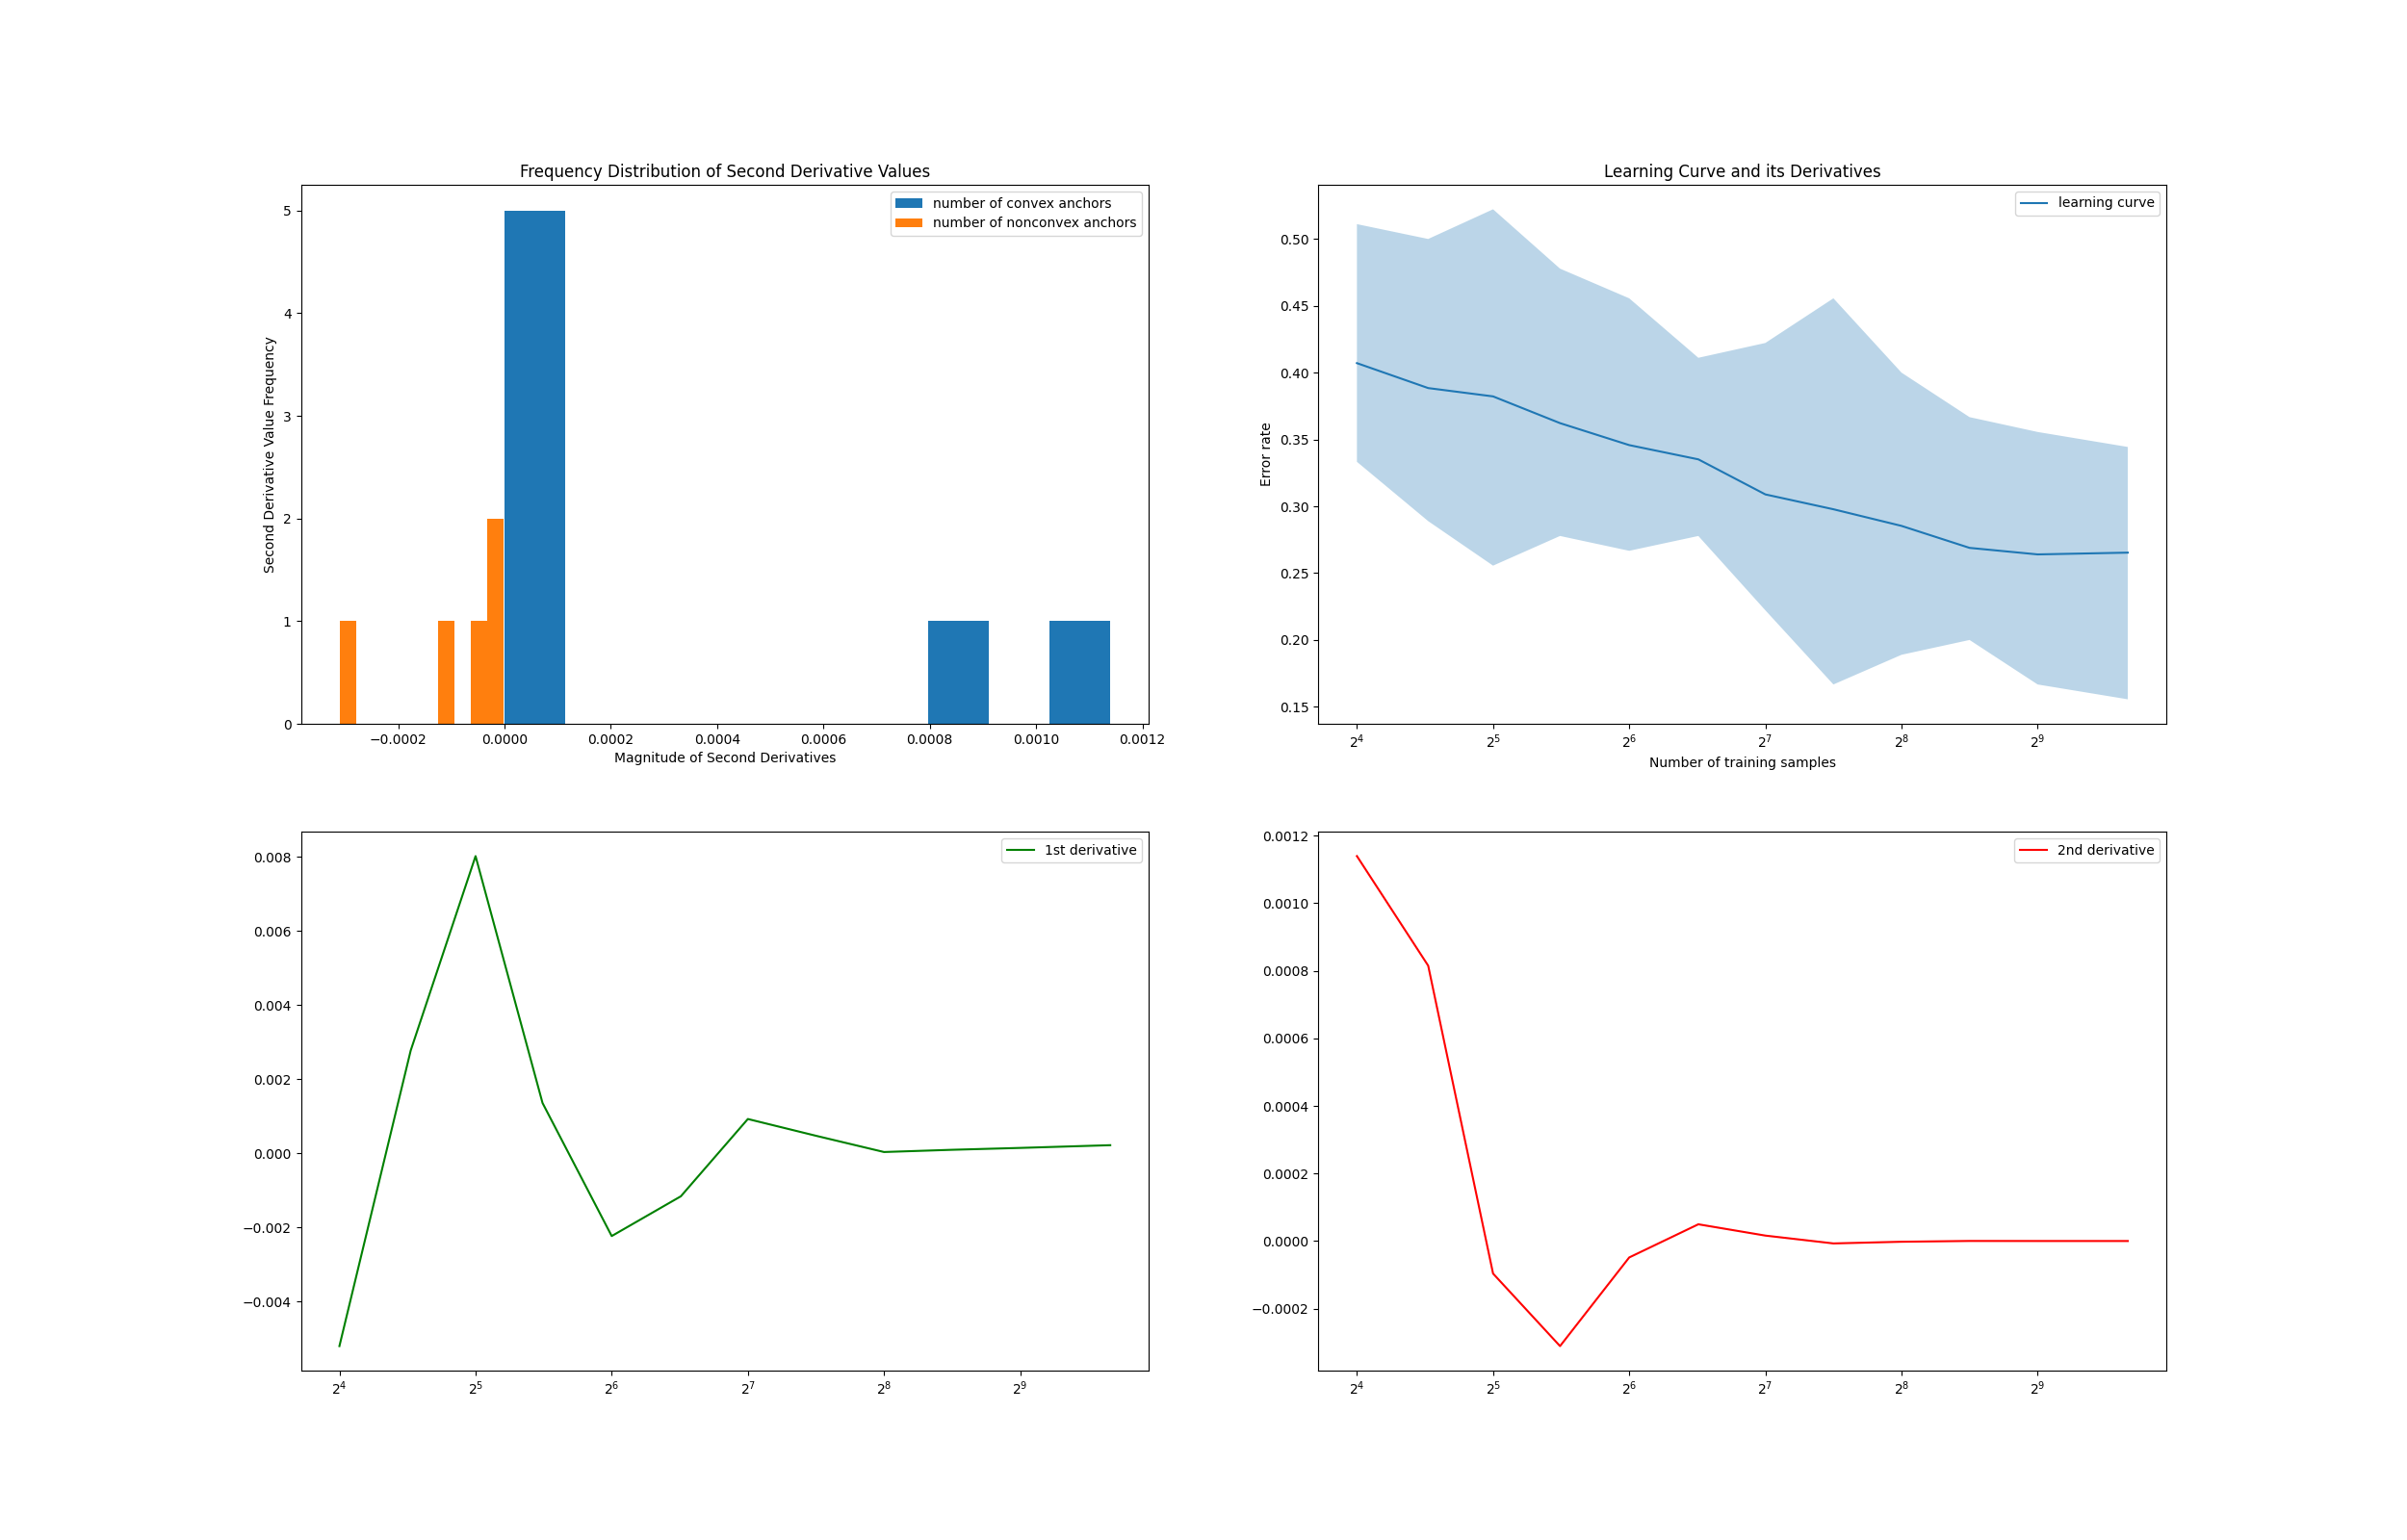 Frequency Distribution of Second Derivative Values
number of convex anchors
number of nonconvex anchors
Second Derivative Value Frequency
5
4
3
2
1
0
−0.0002 0.0000 0.0002 0.0004 0.0006 0.0008 0.0010 0.0012
Magnitude of Second Derivatives
Learning Curve and its Derivatives
learning curve
Error rate
0.50
0.45
0.40
0.35
0.30
0.25
0.20
0.15
2⁴ 2⁵ 2⁶ 2⁷ 2⁸ 2⁹
Number of training samples
1st derivative
0.008
0.006
0.004
0.002
0.000
−0.002
−0.004
2⁴ 2�5 2⁶ 2⁷ 2⁸ 2⁹
2nd derivative
0.0012
0.0010
0.0008
0.0006
0.0004
0.0002
0.0000
−0.0002
2⁴ 2⁵ 2⁶ 2⁷ 2⁸ 2⁹